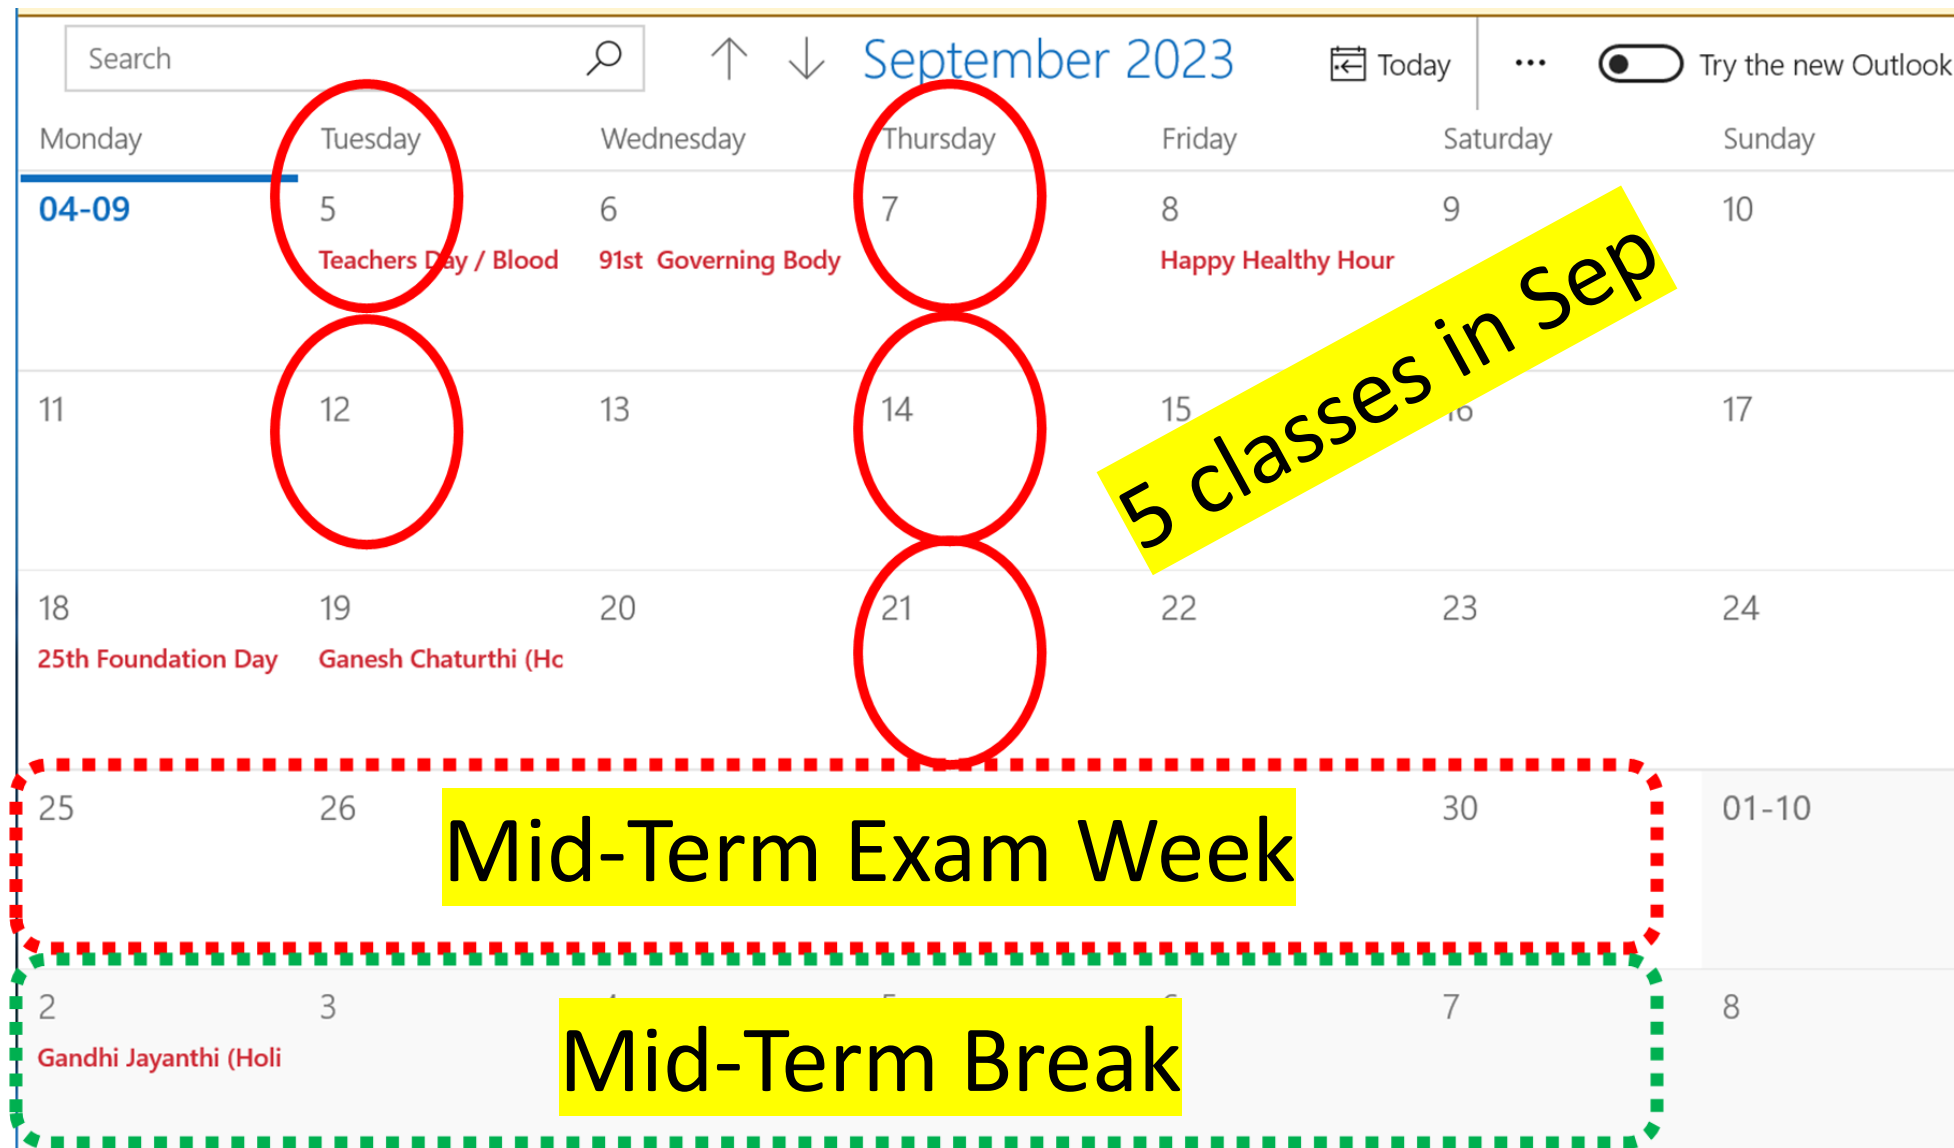 Search September 2023 Today ... Try the new Outlook
Monday Tuesday Wednesday Thursday Friday Saturday Sunday
04-09 5 6 7 8 9 10
Teachers Day / Blood 91st Governing Body Happy Healthy Hour
5 classes in Sep
11 12 13 14 15 16 17
18 19 20 21 22 23 24
25th Foundation Day Ganesh Chaturthi (Hc
25 26 30 01-10
Mid-Term Exam Week
2 3 7 8
Gandhi Jayanthi (Holi
Mid-Term Break